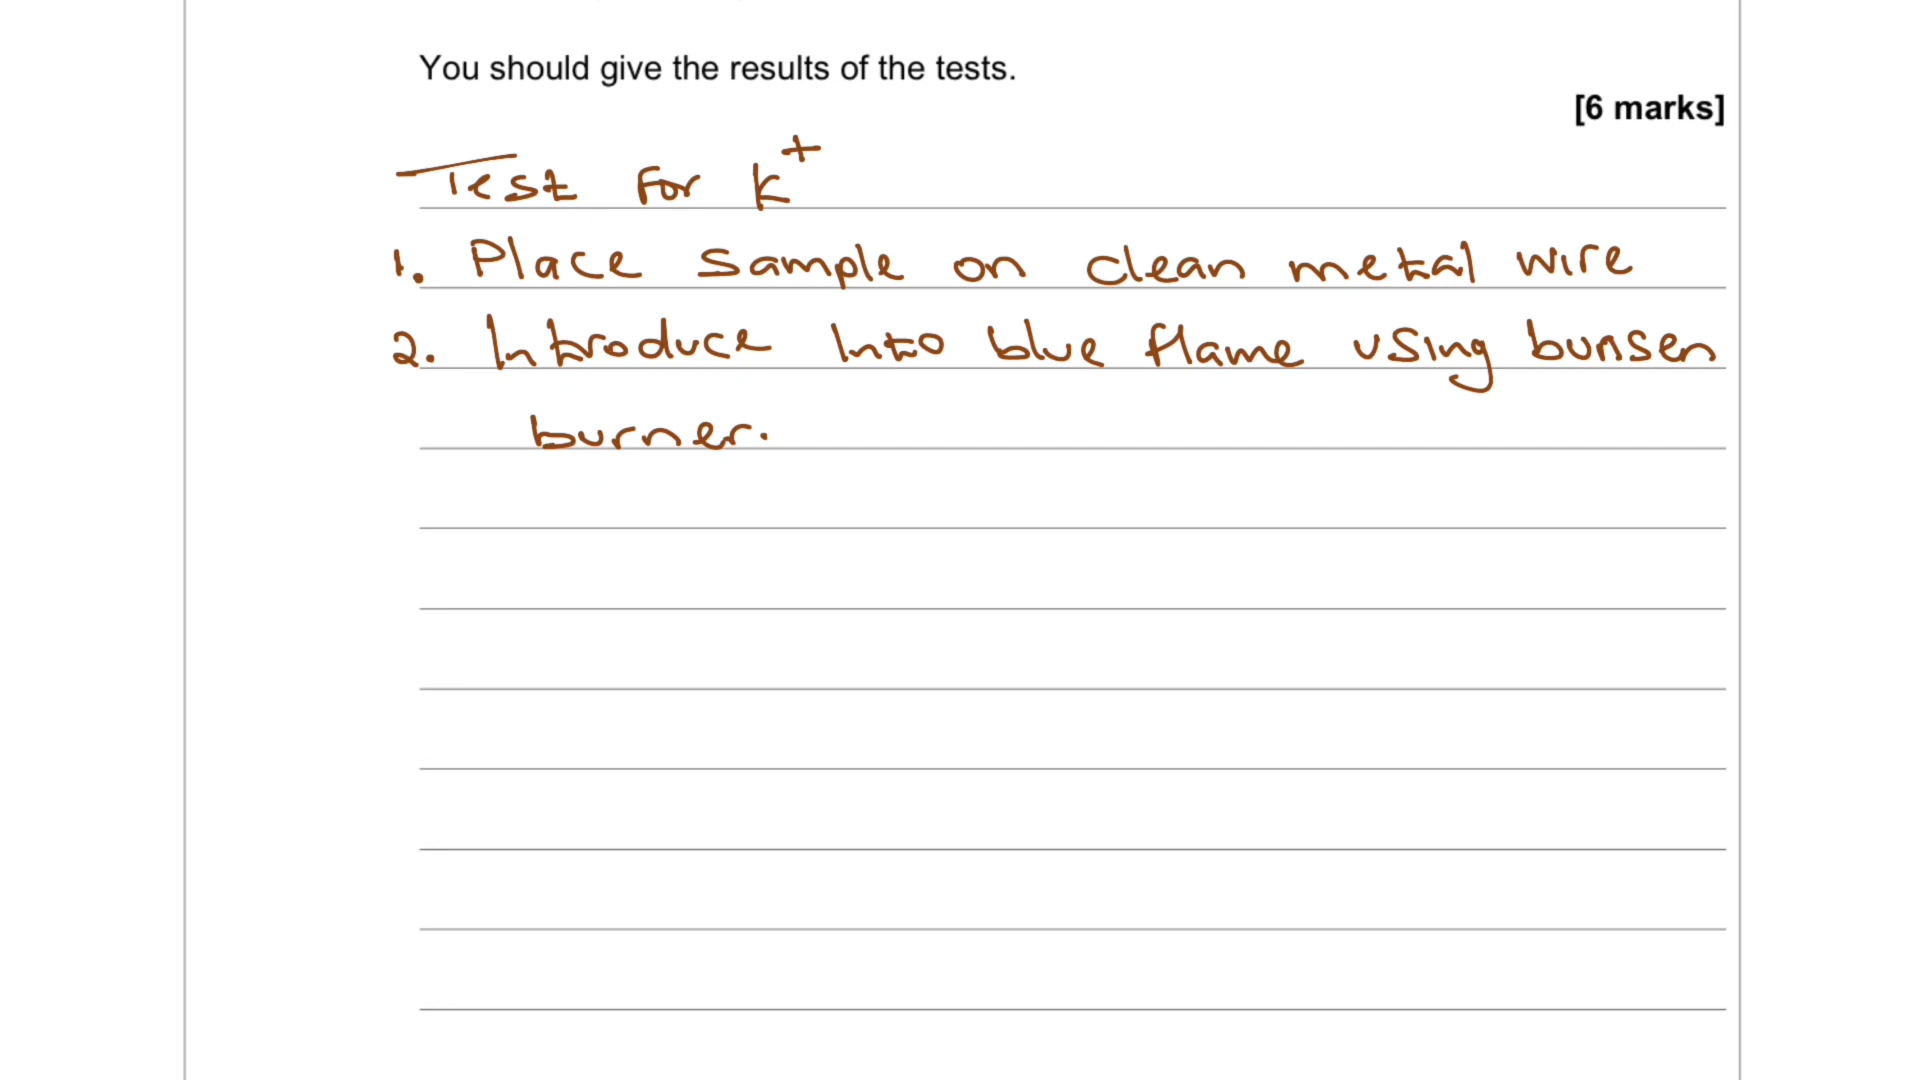 You should give the results of the tests.
[6 marks]
Test for K+
1. Place sample on clean metal wire
2. Introduce into blue flame using bunsen
burner.